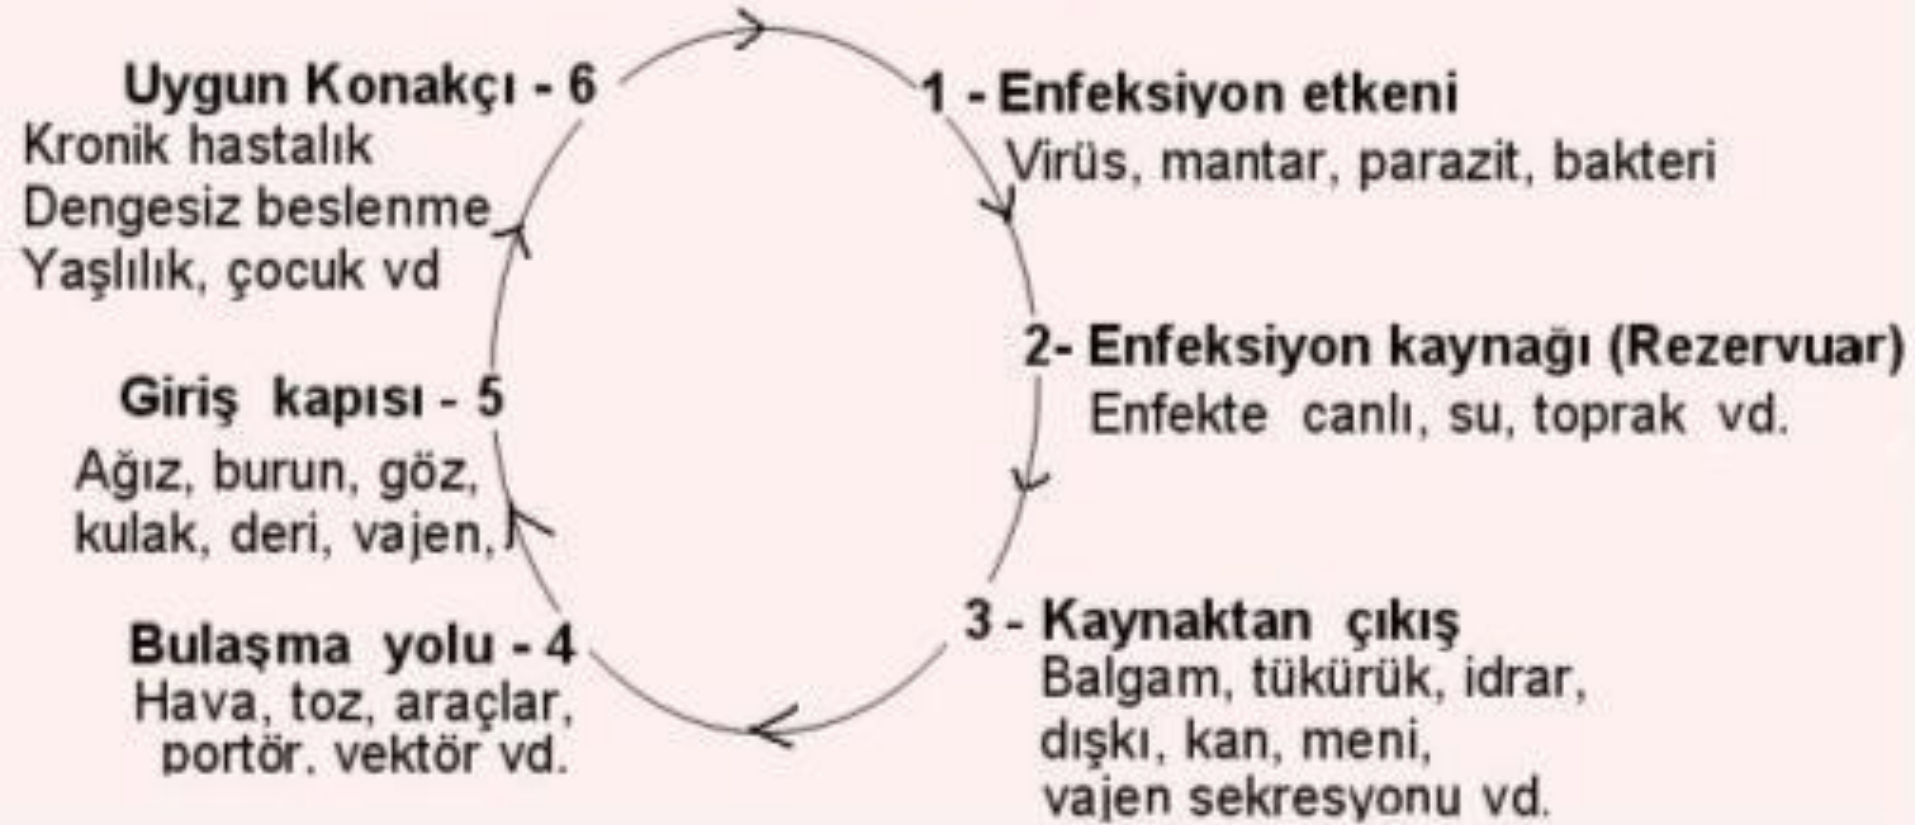 Uygun Konakçı - 6
Kronik hastalık
Dengesiz beslenme
Yaşlılık, çocuk vd
1 - Enfeksiyon etkeni
Virüs, mantar, parazit, bakteri
2- Enfeksiyon kaynağı (Rezervuar)
Enfekte canlı, su, toprak vd.
3 - Kaynaktan çıkış
Balgam, tükürük, idrar,
dışkı, kan, meni,
vajen sekresyonu vd.
Bulaşma yolu - 4
Hava, toz, araçlar,
portör, vektör vd.
Giriş kapısı - 5
Ağız, burun, göz,
kulak, deri, vajen,